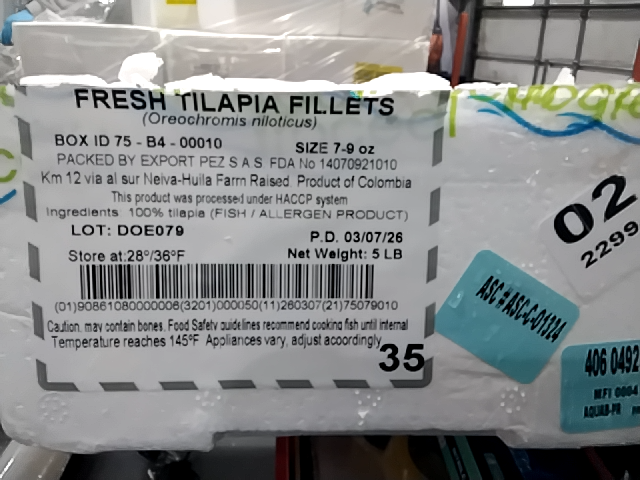 FRESH TILAPIA FILLETS
(Oreochromis niloticus)
BOX ID 75 - B4 - 00010 SIZE 7-9 oz
PACKED BY EXPORT PEZ S A S FDA No 14070921010
Km 12 via al sur Neiva-Huila Farm Raised. Product of Colombia
This product was processed under HACCP system
Ingredients: 100% tilapia (FISH / ALLERGEN PRODUCT)
LOT: DOE079 P.D. 03/07/26
Store at:28°/36°F Net Weight: 5 LB
(01)90861080000006(3201)000050(11)260307(21)75079010
Caution, may contain bones. Food Safety guidelines recommend cooking fish until internal
Temperature reaches 145°F. Appliances vary, adjust acoordingly
35
02
2299
ASC # ASC-C-01124
406 0492